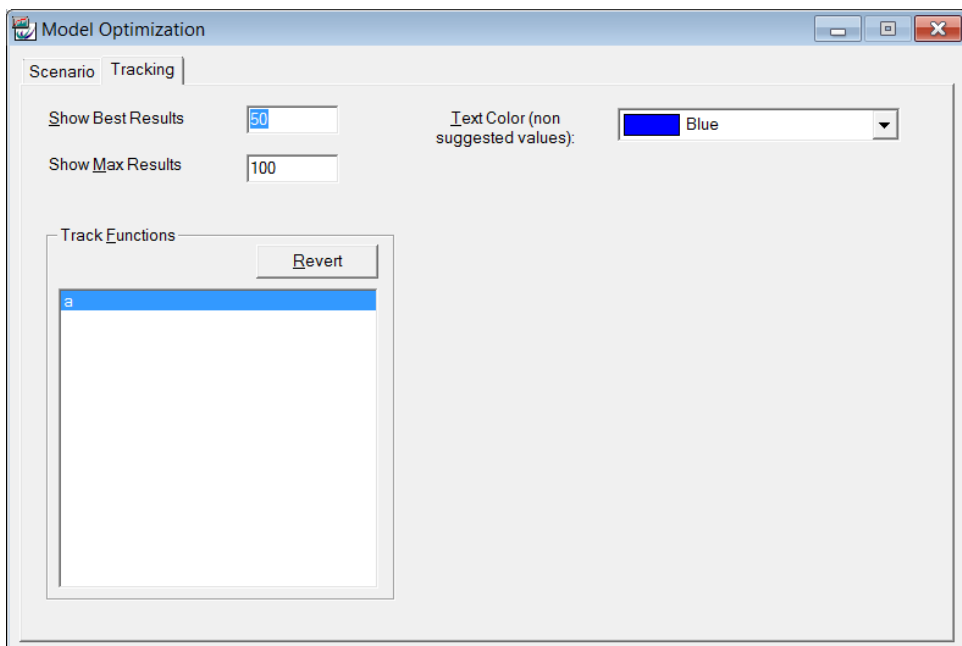 Model Optimization
Scenario
Tracking
Show Best Results
50
Text Color (non
suggested values):
Blue
Show Max Results
100
Track Functions
Revert
a